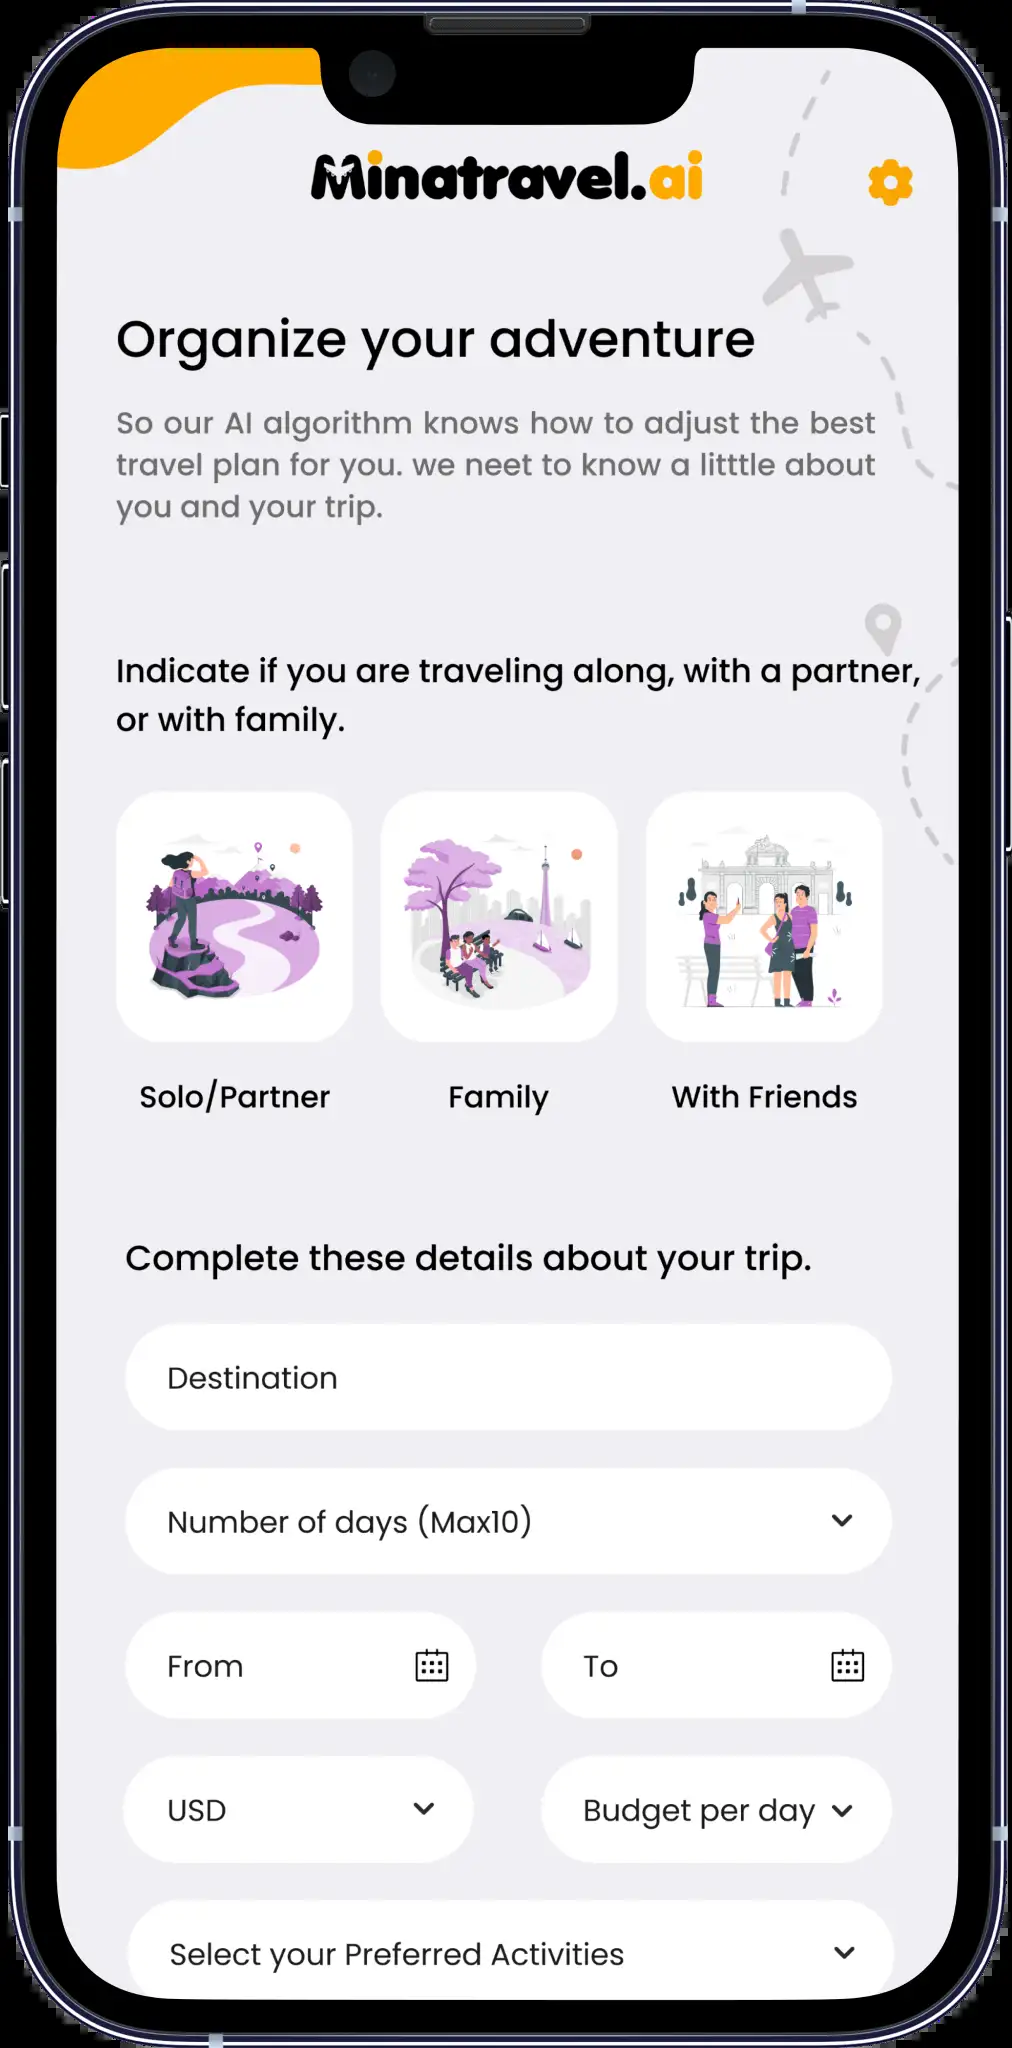 Minatravel.ai
Organize your adventure
So our AI algorithm knows how to adjust the best
travel plan for you. we neet to know a litttle about
you and your trip.
Indicate if you are traveling along, with a partner,
or with family.
Solo/Partner
Family
With Friends
Complete these details about your trip.
Destination
Number of days (Max10)
From
To
USD
Budget per day
Select your Preferred Activities